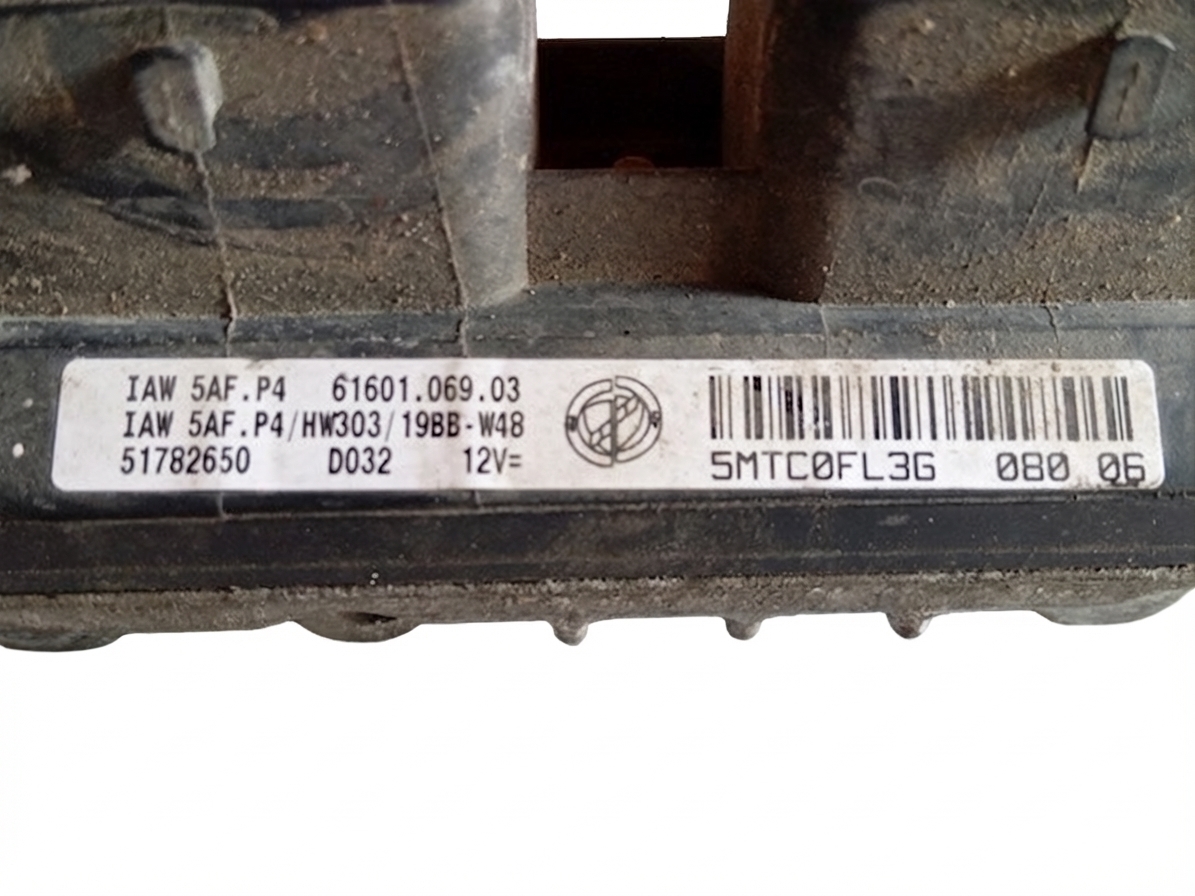 IAW 5AF.P4 61601.069.03
IAW 5AF.P4/HW303/19BB-W48
51782650 D032 12V=
5MTC0FL3G 080 06